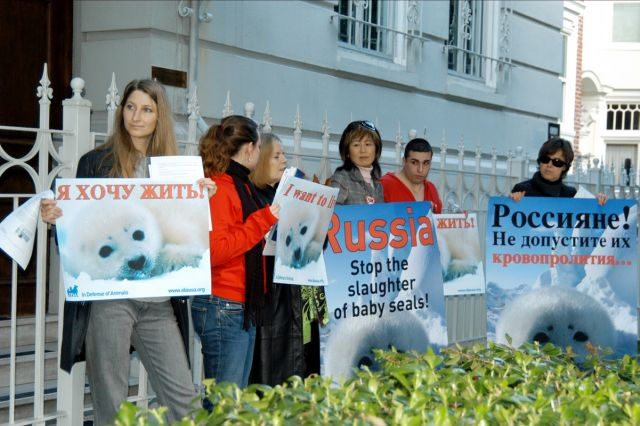 Я ХОЧУ ЖИТЬ!
In Defense of Animals
www.idausa.org
I want to live
Russia
Stop the
slaughter
of baby seals!
ЖИТЬ!
Россияне!
Не допустите их
кровопролития...